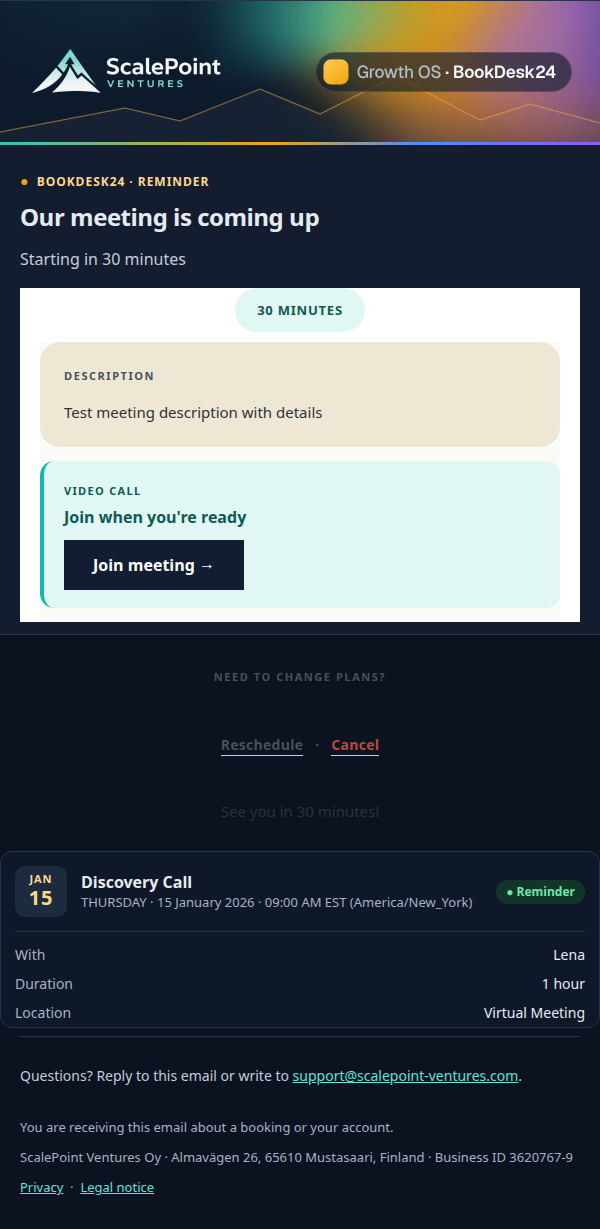 ScalePoint
VENTURES
Growth OS · BookDesk24
● BOOKDESK24 · REMINDER
Our meeting is coming up
Starting in 30 minutes
30 MINUTES
DESCRIPTION
Test meeting description with details
VIDEO CALL
Join when you're ready
Join meeting →
NEED TO CHANGE PLANS?
Reschedule · Cancel
See you in 30 minutes!
JAN
15
Discovery Call
THURSDAY · 15 January 2026 · 09:00 AM EST (America/New_York)
● Reminder
With Lena
Duration 1 hour
Location Virtual Meeting
Questions? Reply to this email or write to support@scalepoint-ventures.com.
You are receiving this email about a booking or your account.
ScalePoint Ventures Oy · Almavägen 26, 65610 Mustasaari, Finland · Business ID 3620767-9
Privacy · Legal notice